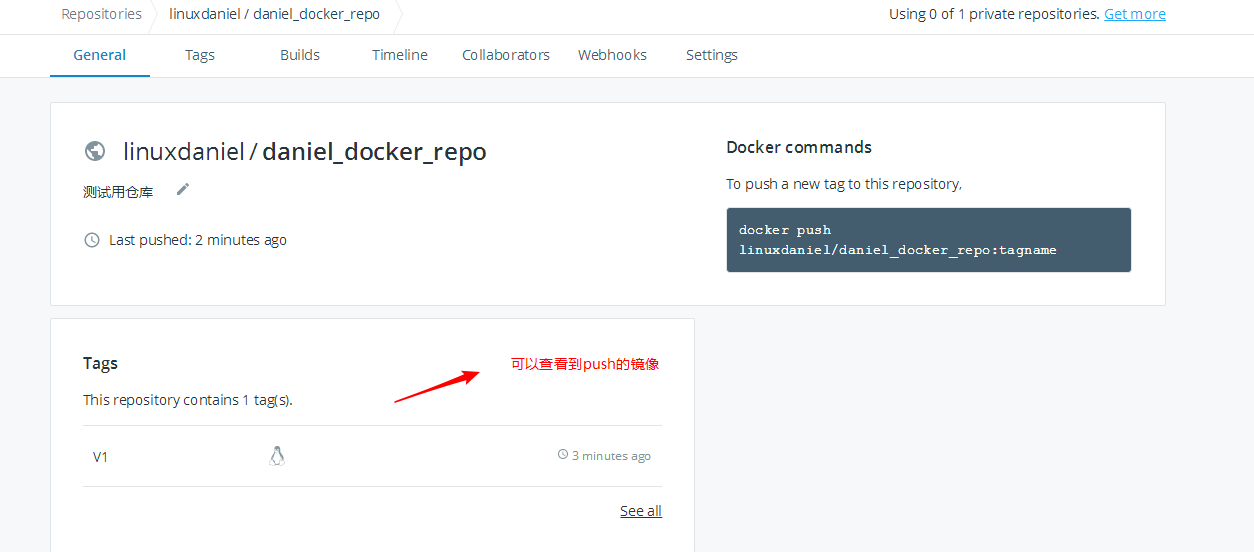 Repositories
linuxdaniel / daniel_docker_repo
Using 0 of 1 private repositories. Get more
General
Tags
Builds
Timeline
Collaborators
Webhooks
Settings
linuxdaniel / daniel_docker_repo
测试用仓库
Last pushed: 2 minutes ago
Docker commands
To push a new tag to this repository,
docker push
linuxdaniel/daniel_docker_repo:tagname
Tags
可以查看到push的镜像
This repository contains 1 tag(s).
V1
3 minutes ago
See all